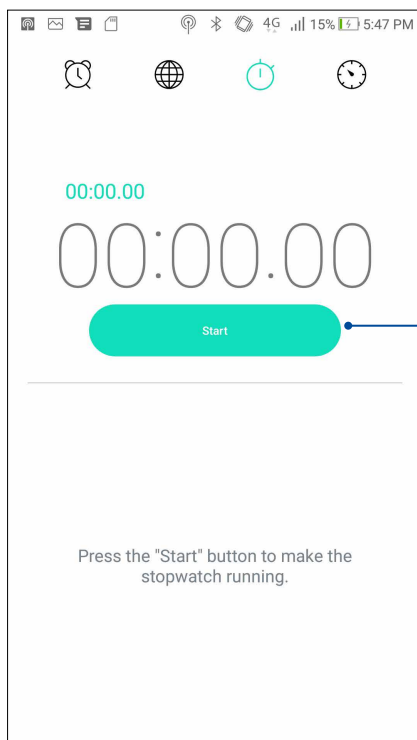 4G 15% 5:47 PM
00:00.00
00:00.00
Start
Press the "Start" button to make the
stopwatch running.